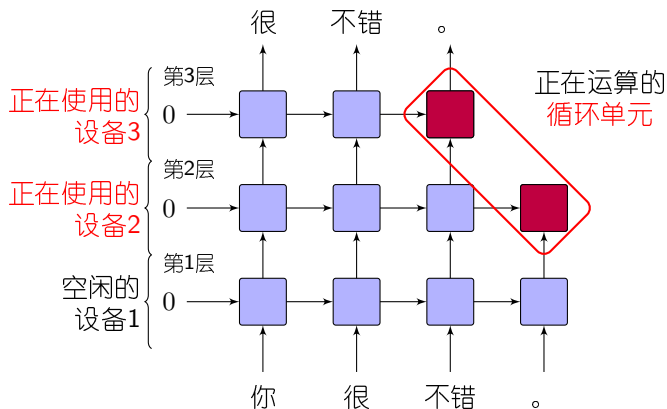 很 不错 。
第3层
正在使用的
设备3
0
正在运算的
循环单元
第2层
正在使用的
设备2
0
第1层
空闲的
设备1
0
你 很 不错 。